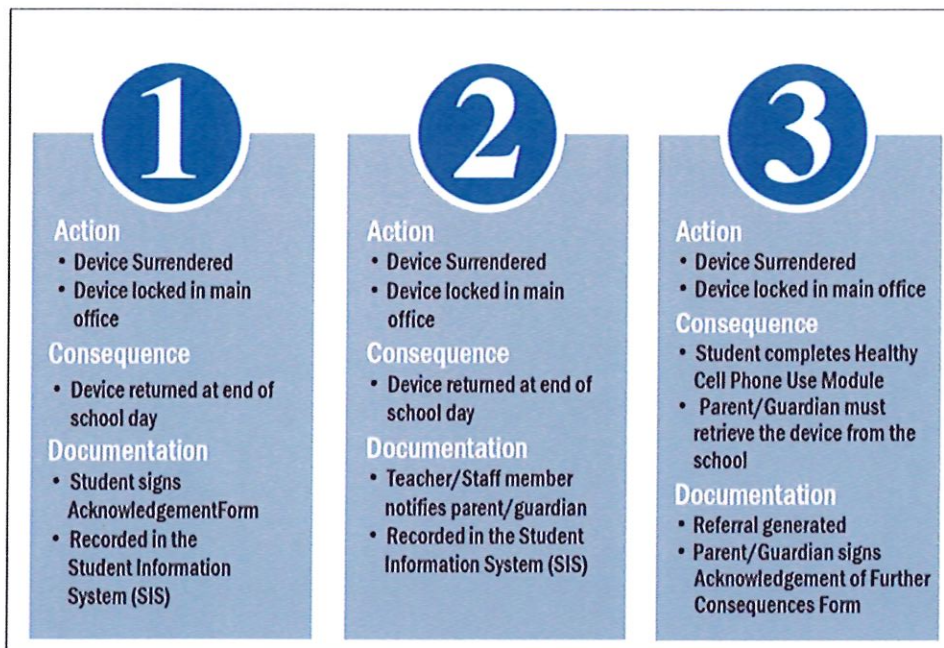 1
Action
• Device Surrendered
• Device locked in main
office
Consequence
• Device returned at end of
school day
Documentation
• Student signs
AcknowledgementForm
• Recorded in the
Student Information
System (SIS)
2
Action
• Device Surrendered
• Device locked in main
office
Consequence
• Device returned at end of
school day
Documentation
• Teacher/Staff member
notifies parent/guardian
• Recorded in the Student
Information System (SIS)
3
Action
• Device Surrendered
• Device locked in main office
Consequence
• Student completes Healthy
Cell Phone Use Module
• Parent/Guardian must
retrieve the device from the
school
Documentation
• Referral generated
• Parent/Guardian signs
Acknowledgement of Further
Consequences Form